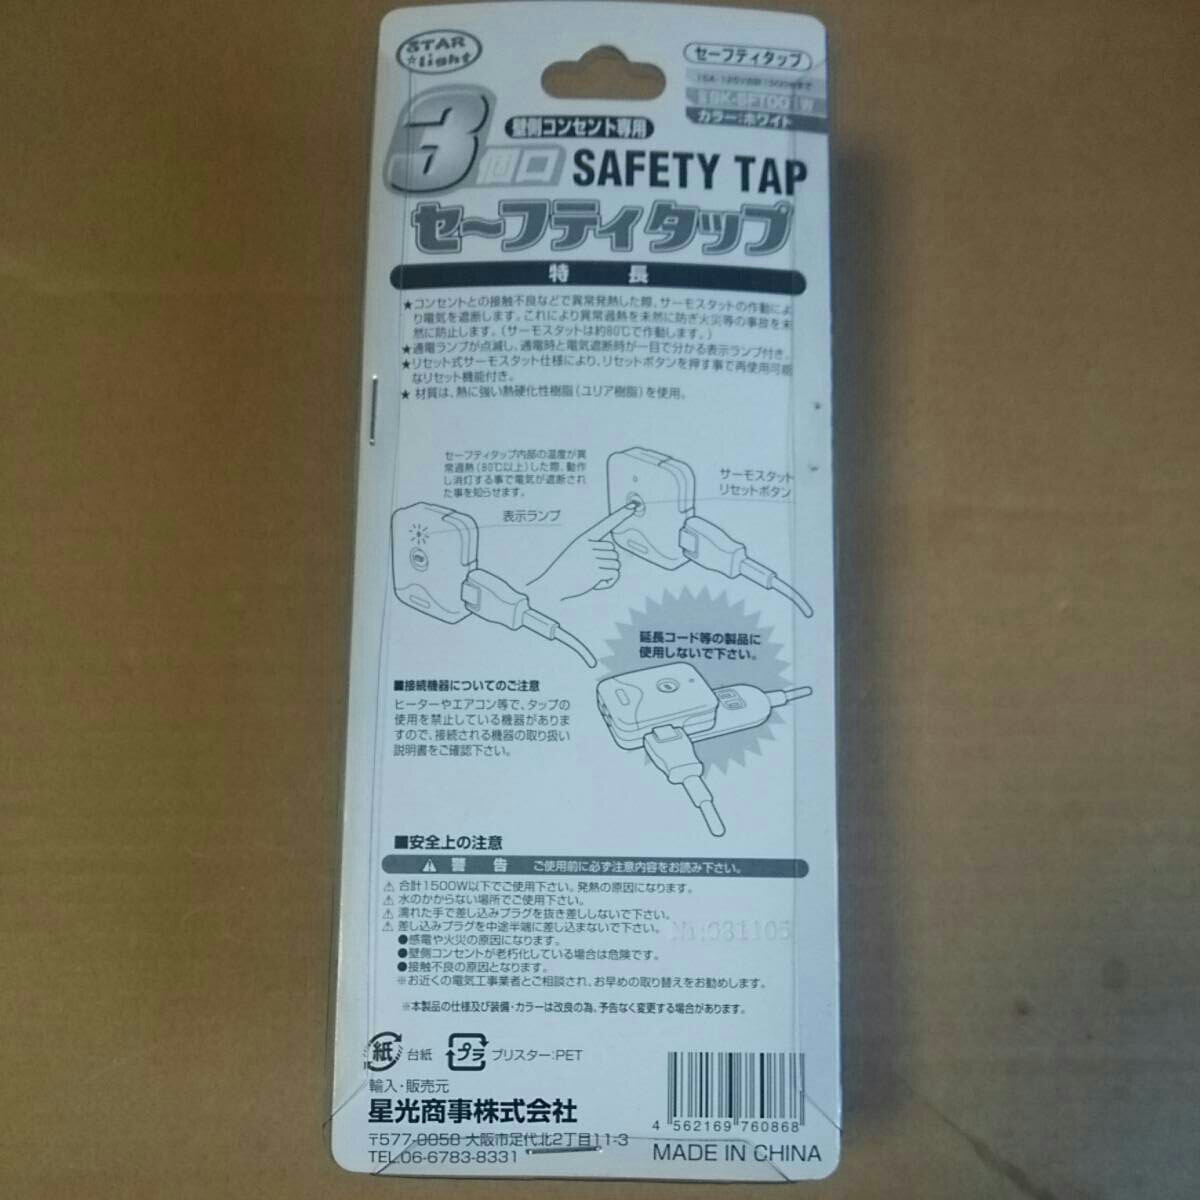 STAR
☆light
セーフティタップ
カラー:ホワイト
壁側コンセント専用
3個口
SAFETY TAP
セーフティタップ
特長
★コンセントとの接触不良などで異常発熱した際、サーモスタットの作動によ
り電気を遮断します。これにより異常過熱を未然に防ぎ火災等の事故を未
然に防止します。(サーモスタットは約80℃で作動します。)
★通電ランプが点滅し、通電時と電気遮断時が一目で分かる表示ランプ付き。
★リセット式サーモスタット仕様により、リセットボタンを押す事で再使用可能
なリセット機能付き。
★ 材質は、熱に強い熱硬化性樹脂(ユリア樹脂)を使用。
セーフティタップ内部の温度が異
常過熱(80℃以上)した際、動作
し消灯する事で電気が遮断され
た事を知らせます。
サーモスタット
リセットボタン
表示ランプ
延長コード等の製品に
使用しないで下さい。
■接続機器についてのご注意
ヒーターやエアコン等で、タップの
使用を禁止している機器がありま
すので、接続される機器の取り扱い
説明書をご確認下さい。
■安全上の注意
⚠ 警告 ご使用前に必ず注意内容をお読み下さい。
⚠ 合計1500W以下でご使用下さい。発熱の原因になります。
⚠ 水のかからない場所でご使用下さい。
⚠ 濡れた手で差し込みプラグを抜き差ししないで下さい。
⚠ 差し込みプラグを中途半端に差し込まないで下さい。
●感電や火災の原因になります。
●壁側コンセントが老朽化している場合は危険です。
●接触不良の原因となります。
※お近くの電気工事業者とご相談され、お早めの取り替えをお勧めします。
※本製品の仕様及び装備・カラーは改良の為、予告なく変更する場合があります。
紙 台紙 プラ ブリスター:PET
輸入・販売元
星光商事株式会社
〒577-0058 大阪市足代北2丁目11-3
TEL.06-6783-8331
4 562169 760868
MADE IN CHINA